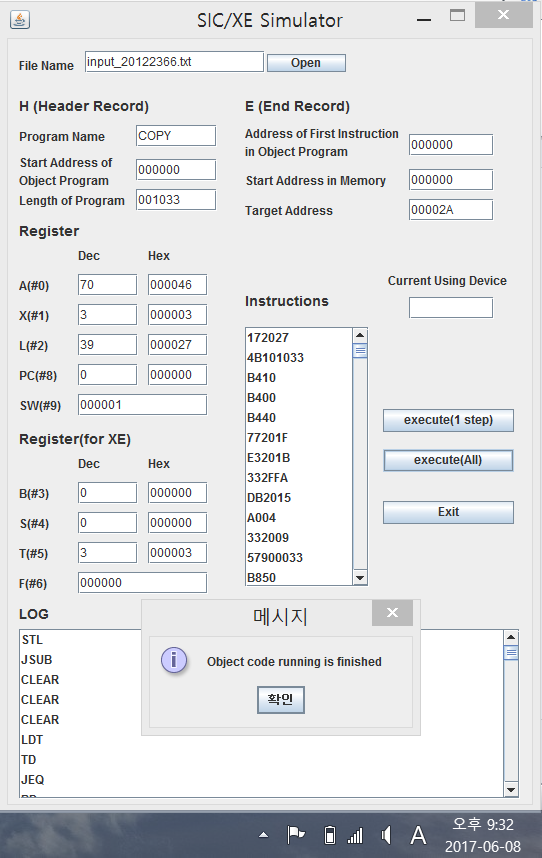 SIC/XE Simulator
File Name input_20122366.txt Open
H (Header Record)
Program Name COPY
Start Address of
Object Program 000000
Length of Program 001033
E (End Record)
Address of First Instruction
in Object Program 000000
Start Address in Memory 000000
Target Address 00002A
Register
Dec Hex
A(#0) 70 000046
X(#1) 3 000003
L(#2) 39 000027
PC(#8) 0 000000
SW(#9) 000001
Register(for XE)
Dec Hex
B(#3) 0 000000
S(#4) 0 000000
T(#5) 3 000003
F(#6) 000000
Instructions
172027
4B101033
B410
B400
B440
77201F
E3201B
332FFA
DB2015
A004
332009
57900033
B850
Current Using Device
execute(1 step)
execute(All)
Exit
LOG
STL
JSUB
CLEAR
CLEAR
CLEAR
LDT
TD
JEQ
메시지
Object code running is finished
확인
A
오후 9:32
2017-06-08